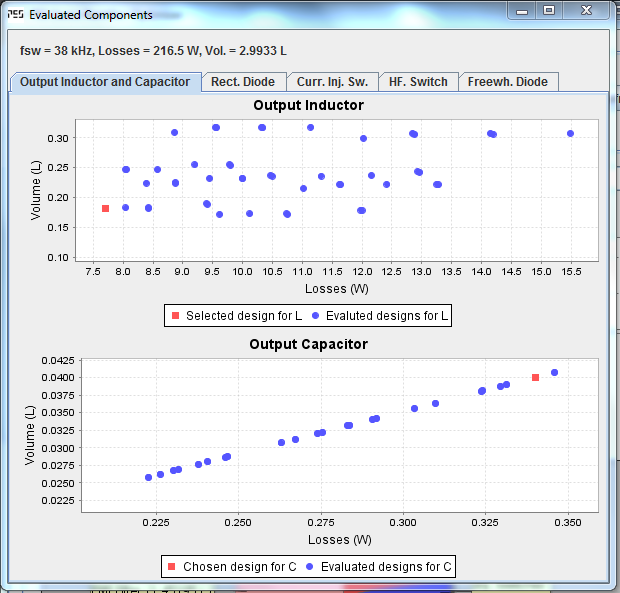 Evaluated Components
fsw = 38 kHz, Losses = 216.5 W, Vol. = 2.9933 L
Output Inductor and Capacitor Rect. Diode Curr. Inj. Sw. HF. Switch Freewh. Diode
Output Inductor
Volume (L)
0.30
0.25
0.20
0.15
0.10
7.5 8.0 8.5 9.0 9.5 10.0 10.5 11.0 11.5 12.0 12.5 13.0 13.5 14.0 14.5 15.0 15.5
Losses (W)
Selected design for L Evaluted designs for L
Output Capacitor
Volume (L)
0.0425
0.0400
0.0375
0.0350
0.0325
0.0300
0.0275
0.0250
0.0225
0.225 0.250 0.275 0.300 0.325 0.350
Losses (W)
Chosen design for C Evaluated designs for C